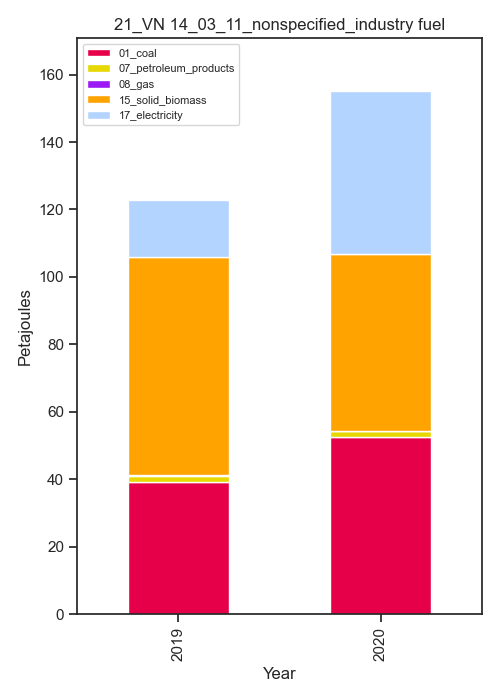 21_VN 14_03_11_nonspecified_industry fuel
01_coal
07_petroleum_products
08_gas
15_solid_biomass
17_electricity
Petajoules
160
140
120
100
80
60
40
20
0
2019
2020
Year